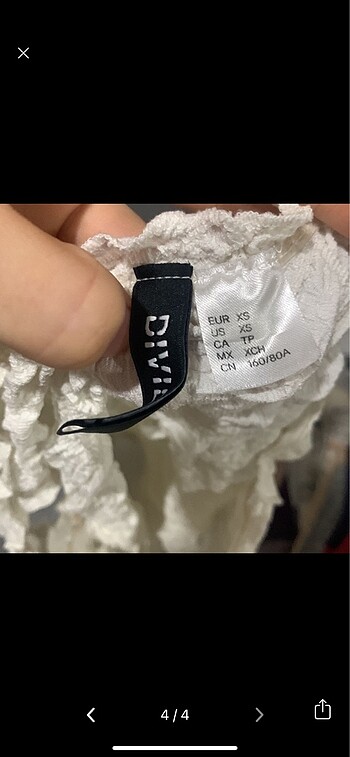 DIVI
EUR XS
US XS
CA TP
MX XCH
CN 160/80A
4/4